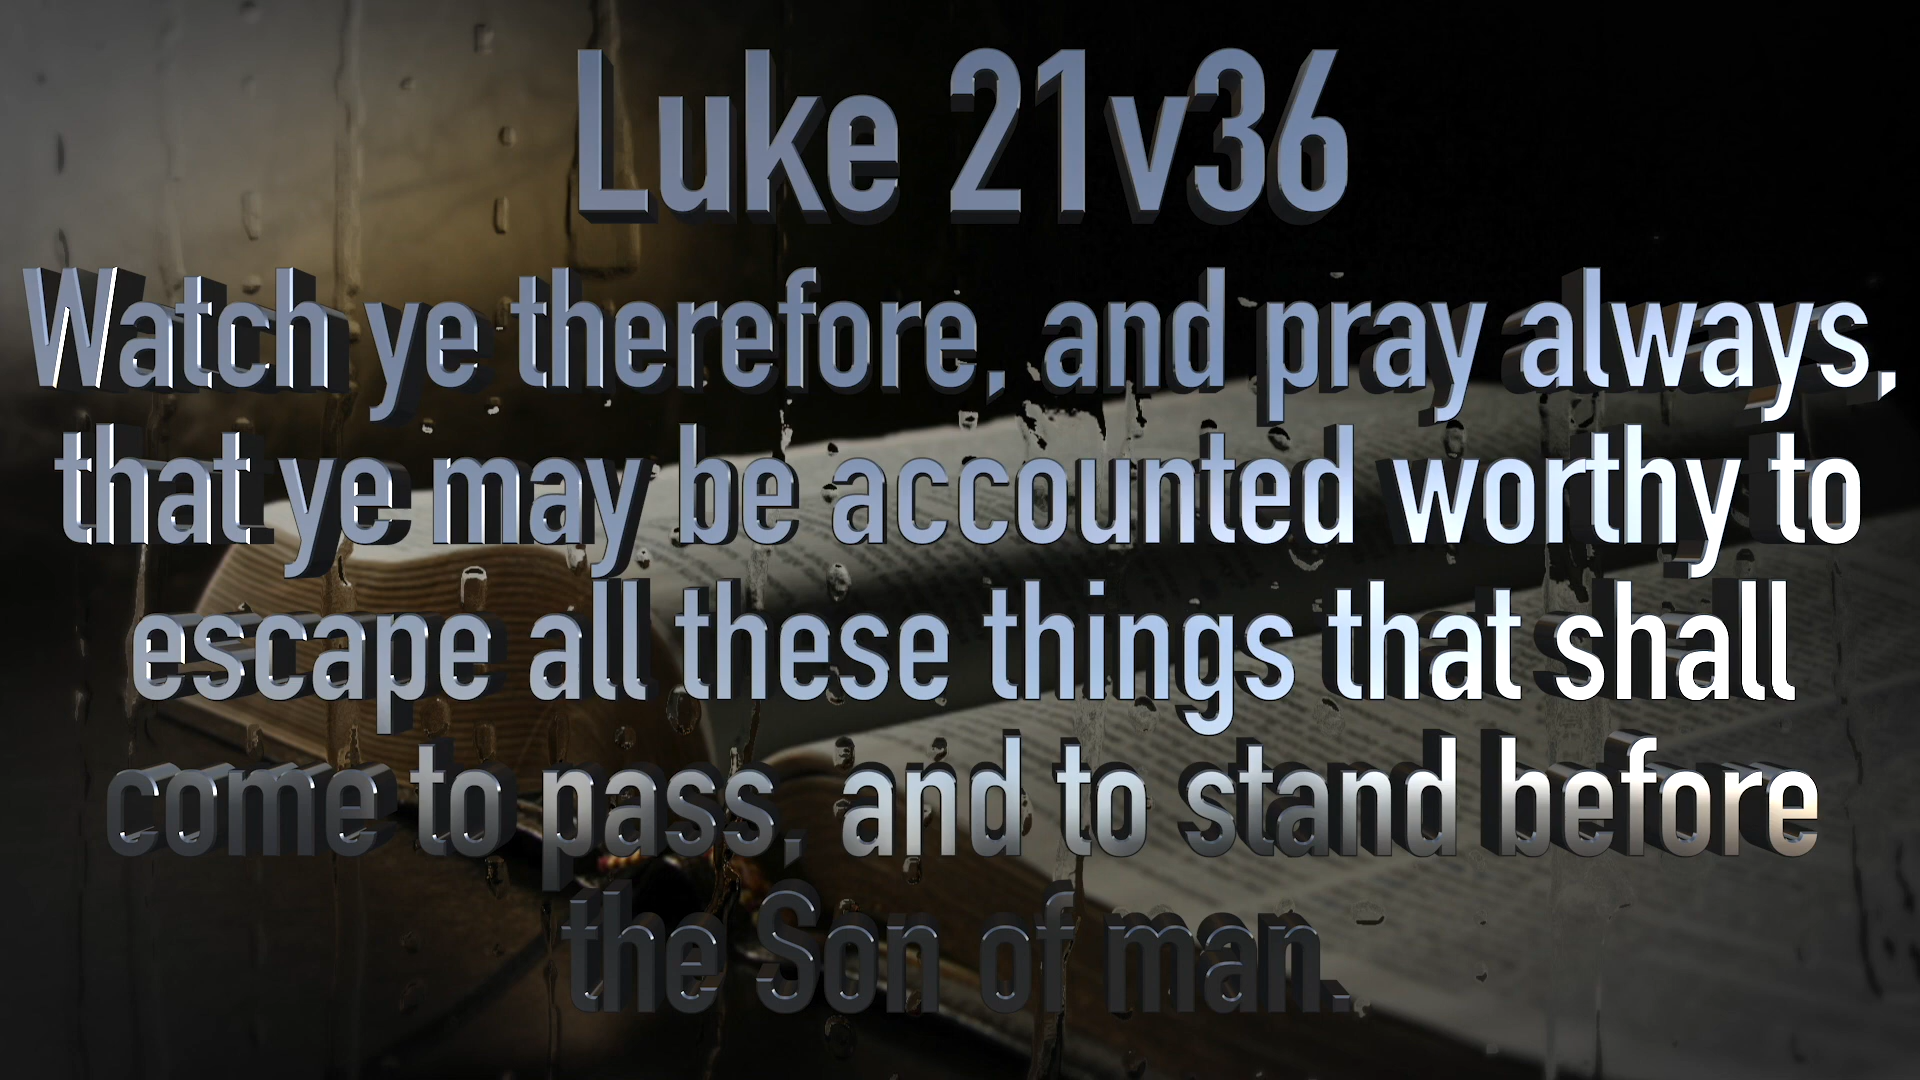 Luke 21v36
Watch ye therefore, and pray always,
that ye may be accounted worthy to
escape all these things that shall
come to pass, and to stand before
the Son of man.